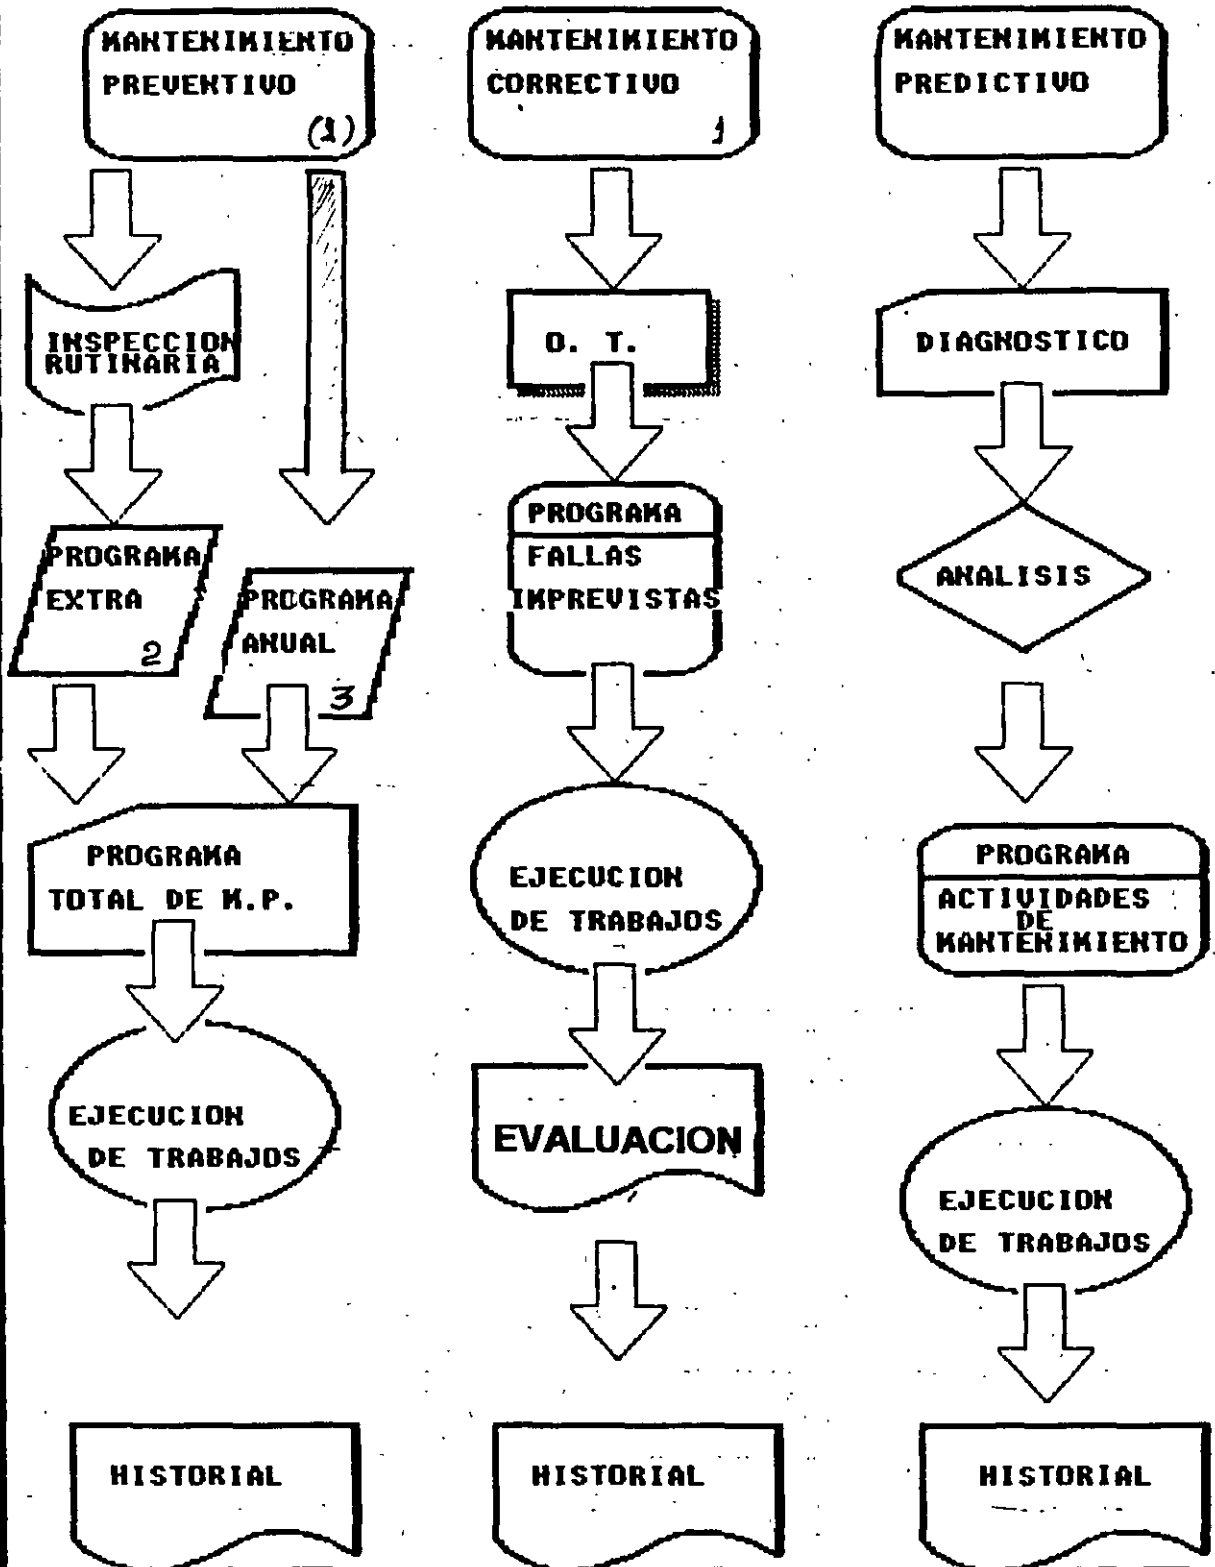 MANTENIMIENTO
PREVENTIVO
(1)
INSPECCION
RUTINARIA
PROGRAMA
EXTRA
2
PROGRAMA
ANUAL
3
PROGRAMA
TOTAL DE M.P.
EJECUCION
DE TRABAJOS
HISTORIAL
MANTENIMIENTO
CORRECTIVO
1
O. T.
PROGRAMA
FALLAS
IMPREVISTAS
EJECUCION
DE TRABAJOS
EVALUACION
HISTORIAL
MANTENIMIENTO
PREDICTIVO
DIAGNOSTICO
ANALISIS
PROGRAMA
ACTIVIDADES
DE
MANTENIMIENTO
EJECUCION
DE TRABAJOS
HISTORIAL